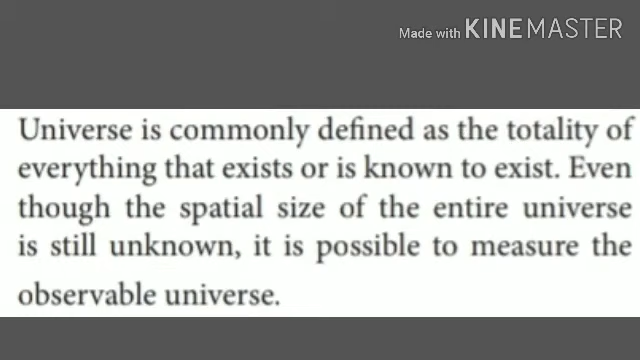 Made with KINEMASTER
Universe is commonly defined as the totality of
everything that exists or is known to exist. Even
though the spatial size of the entire universe
is still unknown, it is possible to measure the
observable universe.